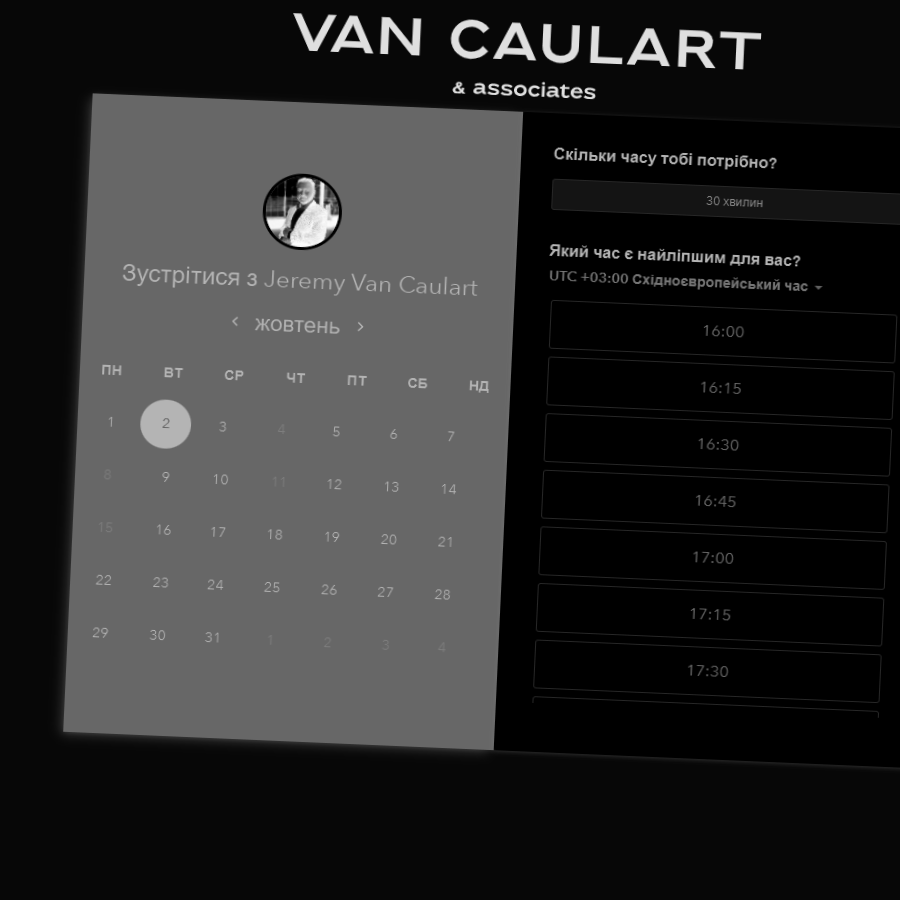 VAN CAULART
& associates
Зустрітися з Jeremy Van Caulart
жовтень
ПН ВТ СР ЧТ ПТ СБ НД
1 2 3 4 5 6 7
8 9 10 11 12 13 14
15 16 17 18 19 20 21
22 23 24 25 26 27 28
29 30 31 1 2 3 4
Скільки часу тобі потрібно?
30 хвилин
Який час є найліпшим для вас?
UTC +03:00 Східноєвропейський час
16:00
16:15
16:30
16:45
17:00
17:15
17:30